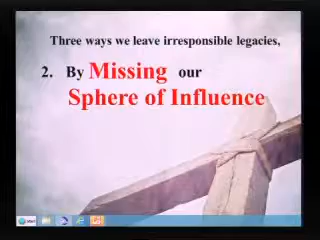 Three ways we leave irresponsible legacies,
2. By Missing our
Sphere of Influence